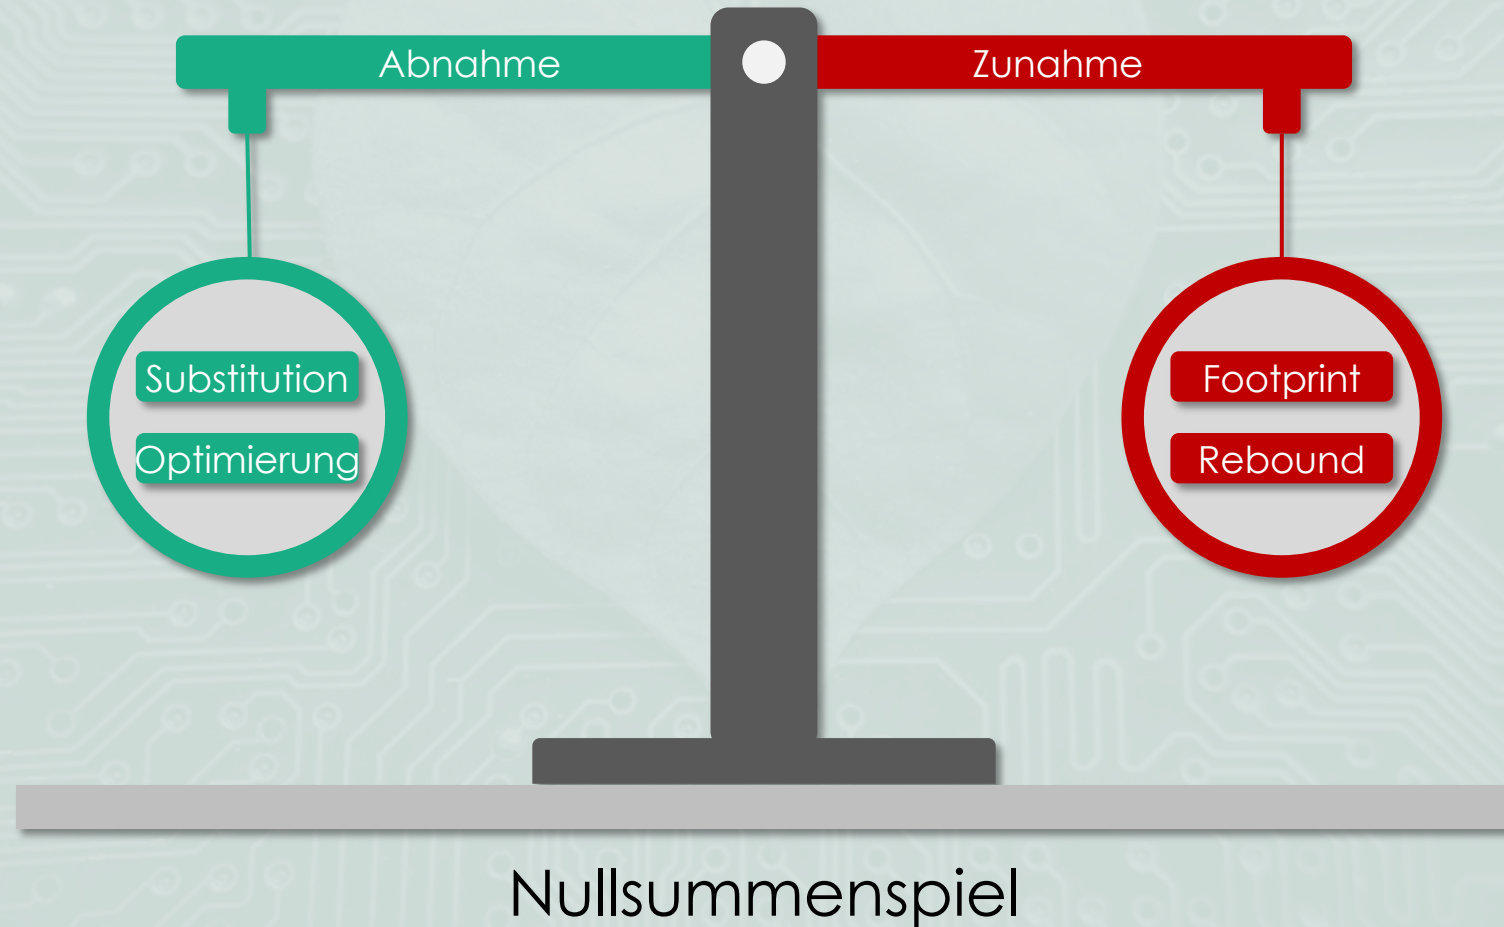 Abnahme
Zunahme
Substitution
Optimierung
Footprint
Rebound
Nullsummenspiel